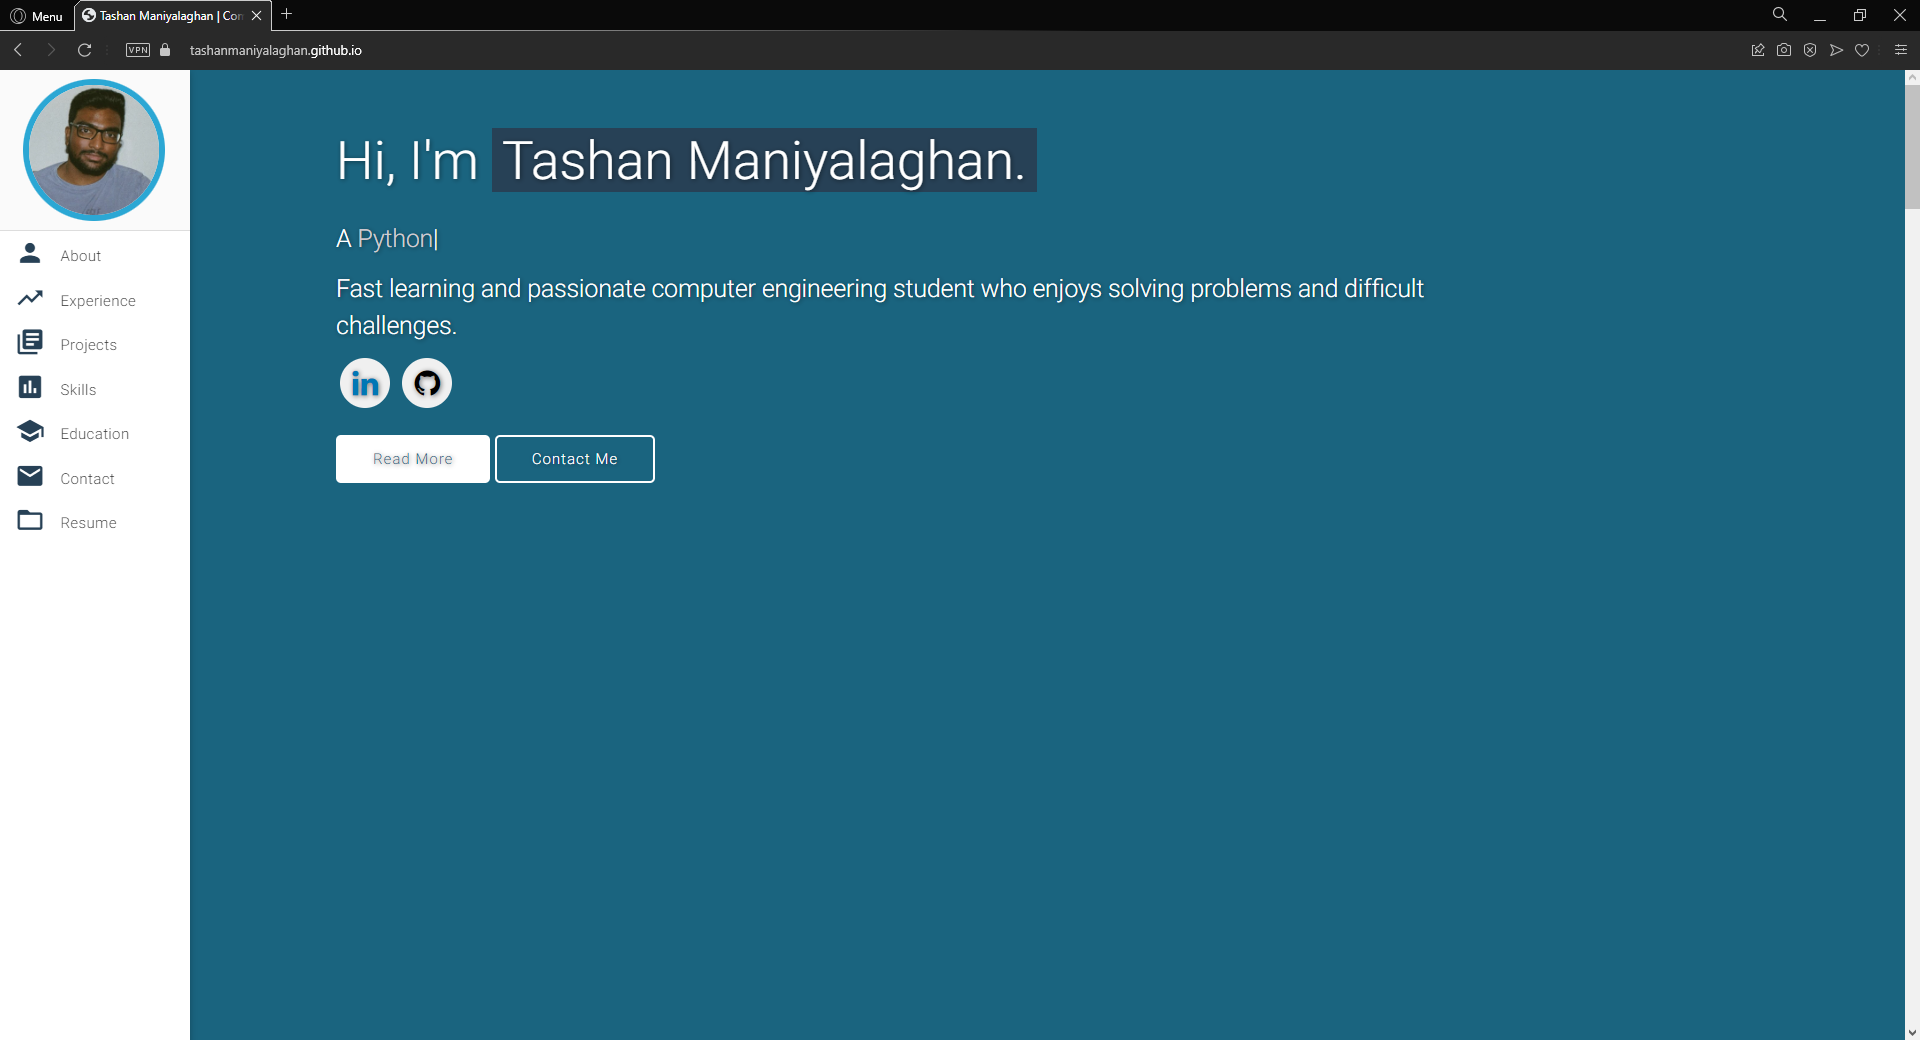 Menu
Tashan Maniyalaghan | Con
VPN
tashanmaniyalaghan.github.io
Hi, I'm Tashan Maniyalaghan.
A Python|
Fast learning and passionate computer engineering student who enjoys solving problems and difficult
challenges.
in
Read More
Contact Me
About
Experience
Projects
Skills
Education
Contact
Resume